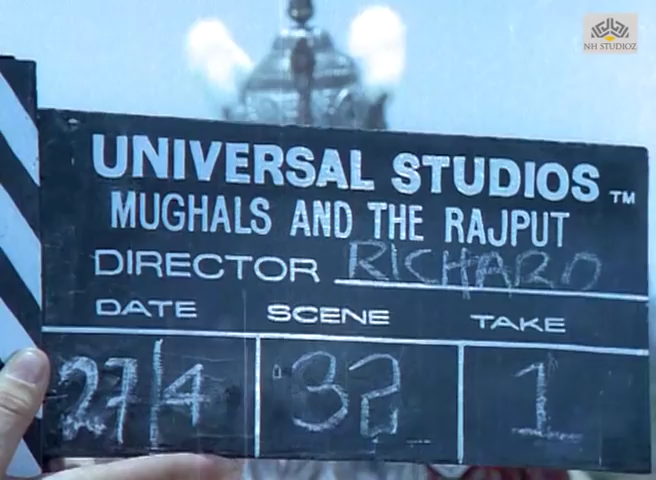 NH STUDIOZ
UNIVERSAL STUDIOS TM
MUGHALS AND THE RAJPUT
DIRECTOR RICHARD
DATE SCENE TAKE
27/4 32 1